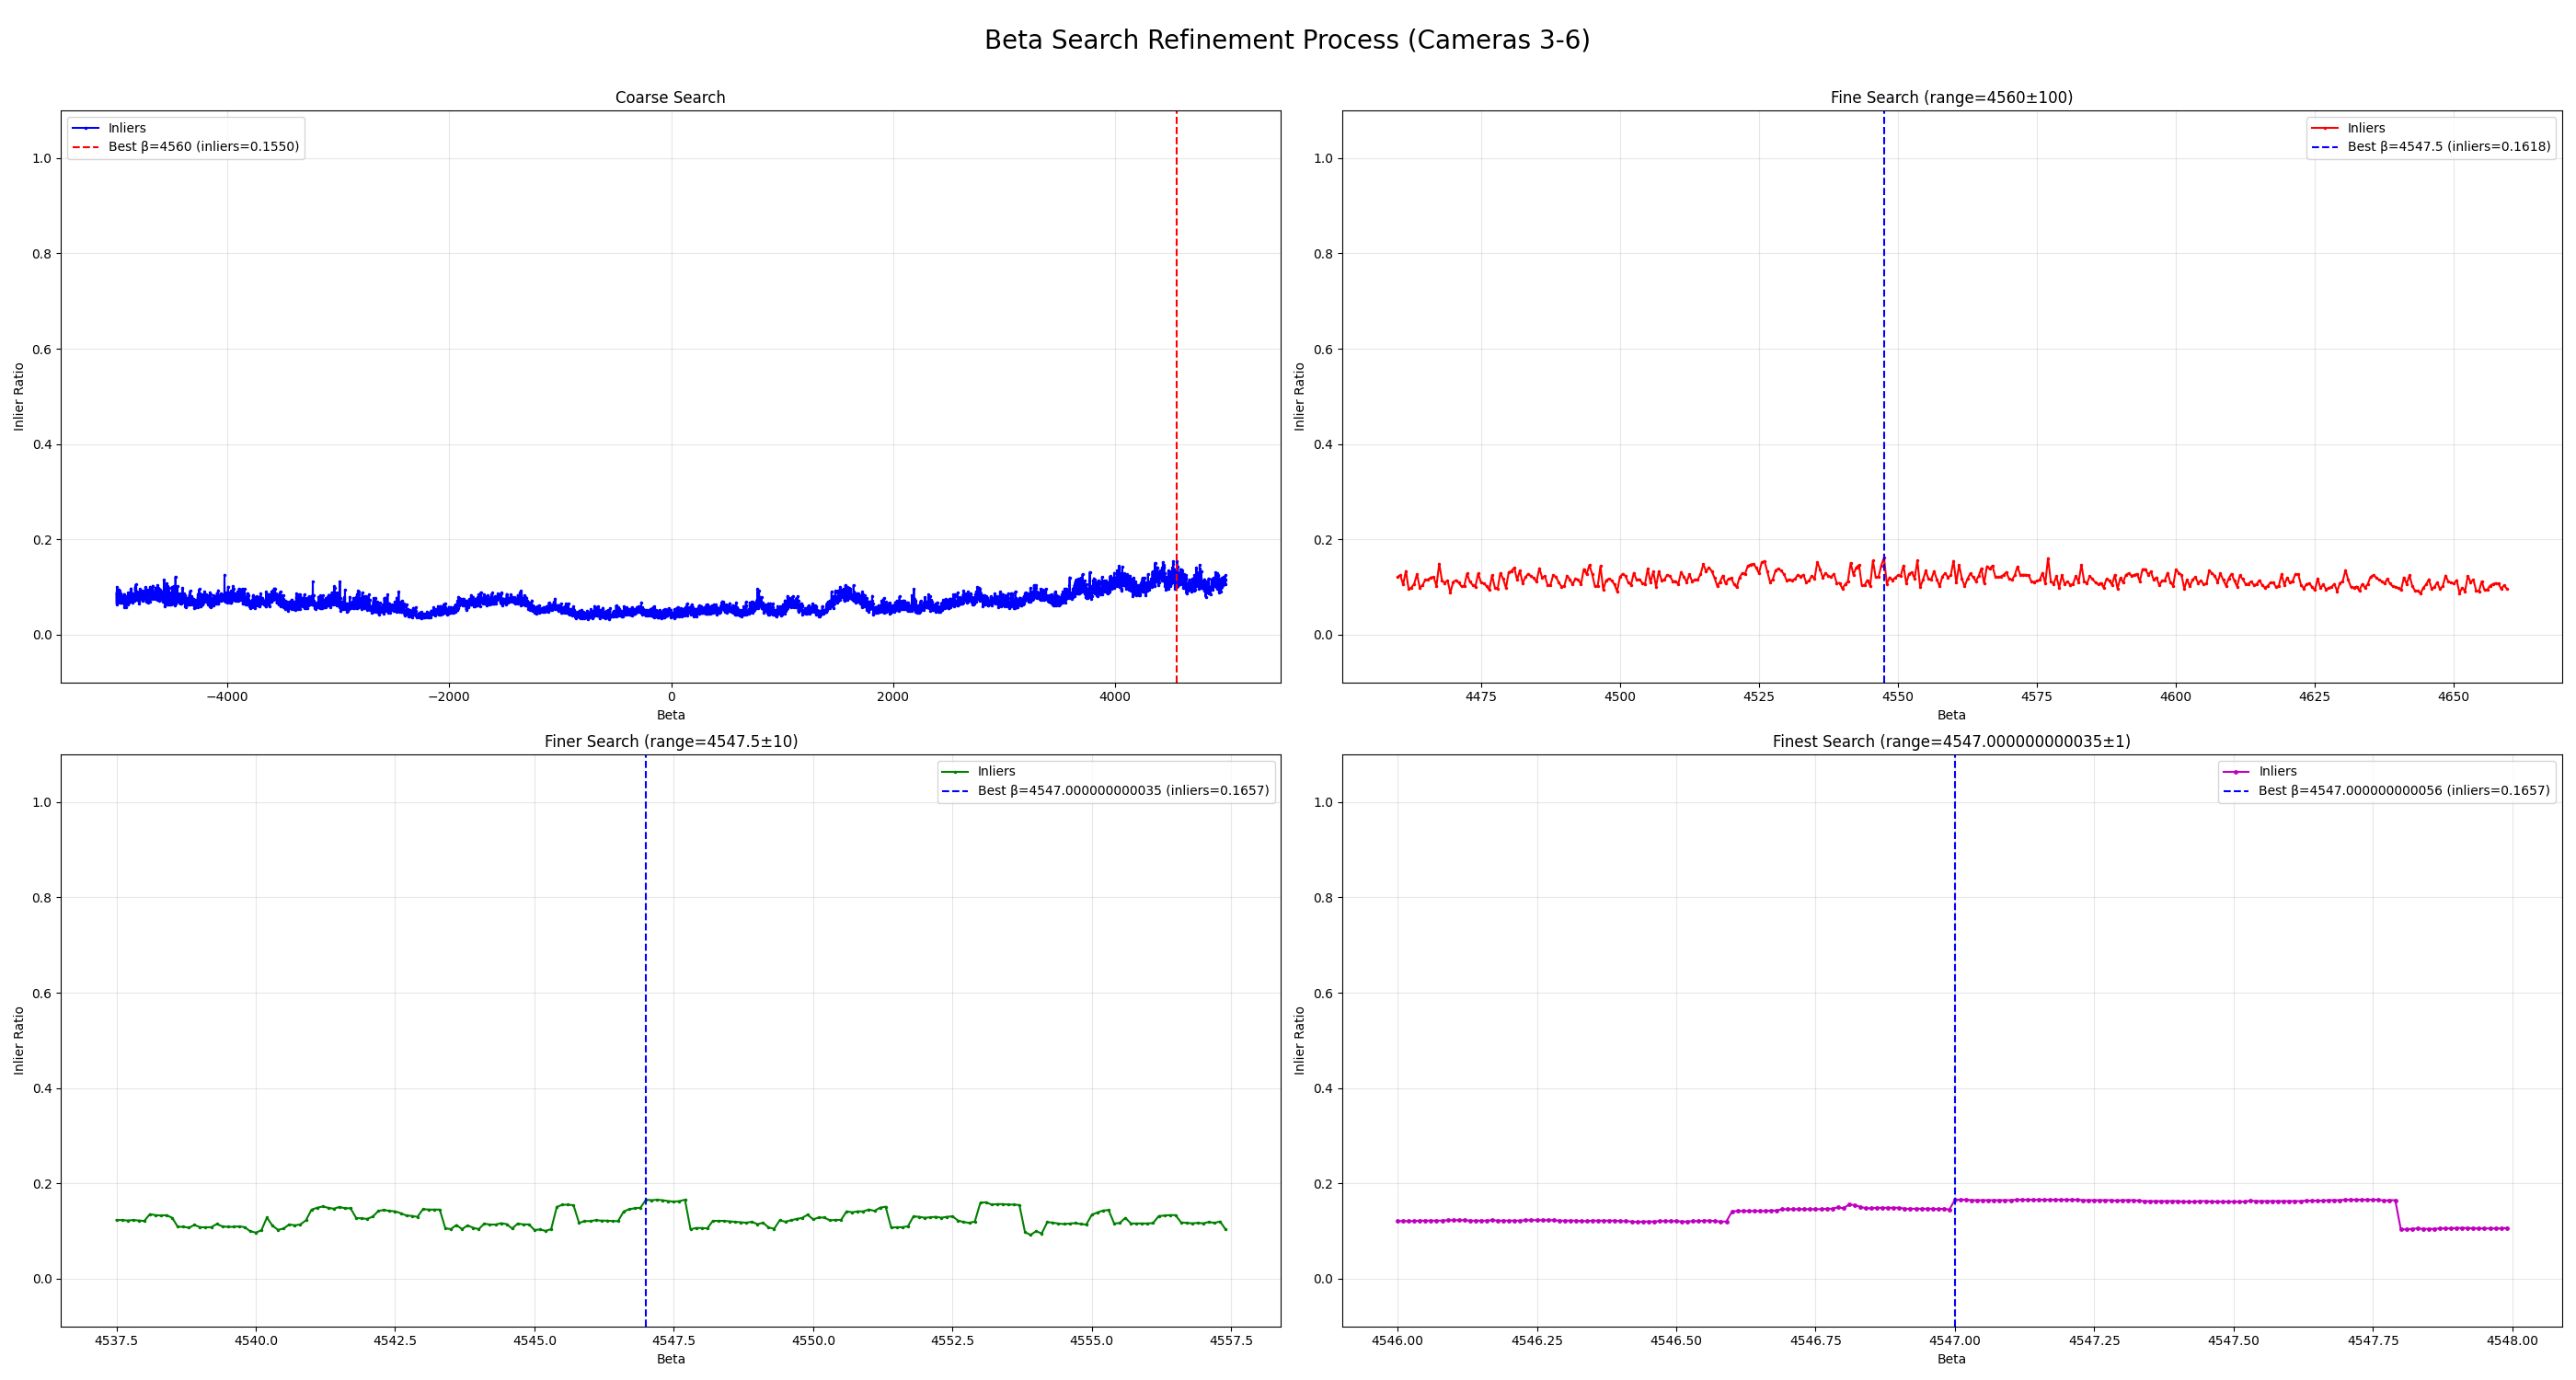 Beta Search Refinement Process (Cameras 3-6)
Coarse Search
Inliers
Best β=4560 (inliers=0.1550)
1.0
0.8
0.6
0.4
0.2
0.0
Inlier Ratio
−4000 −2000 0 2000 4000
Beta
Fine Search (range=4560±100)
Inliers
Best β=4547.5 (inliers=0.1618)
1.0
0.8
0.6
0.4
0.2
0.0
Inlier Ratio
4475 4500 4525 4550 4575 4600 4625 4650
Beta
Finer Search (range=4547.5±10)
Inliers
Best β=4547.000000000035 (inliers=0.1657)
1.0
0.8
0.6
0.4
0.2
0.0
Inlier Ratio
4537.5 4540.0 4542.5 4545.0 4547.5 4550.0 4552.5 4555.0 4557.5
Beta
Finest Search (range=4547.000000000035±1)
Inliers
Best β=4547.000000000056 (inliers=0.1657)
1.0
0.8
0.6
0.4
0.2
0.0
Inlier Ratio
4546.00 4546.25 4546.50 4546.75 4547.00 4547.25 4547.50 4547.75 4548.00
Beta